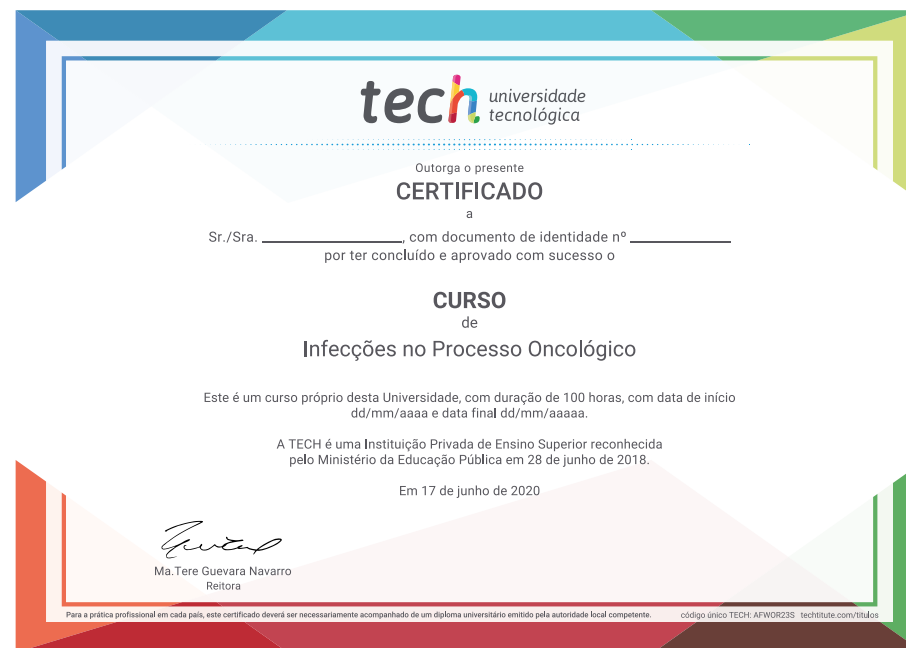 tech universidade
tecnológica
Outorga o presente
CERTIFICADO
a
Sr./Sra. ________________, com documento de identidade nº ____________
por ter concluído e aprovado com sucesso o
CURSO
de
Infecções no Processo Oncológico
Este é um curso próprio desta Universidade, com duração de 100 horas, com data de início
dd/mm/aaaa e data final dd/mm/aaaaa.
A TECH é uma Instituição Privada de Ensino Superior reconhecida
pelo Ministério da Educação Pública em 28 de junho de 2018.
Em 17 de junho de 2020
Ma.Tere Guevara Navarro
Reitora
Para a prática profissional em cada país, este certificado deverá ser necessariamente acompanhado de um diploma universitário emitido pela autoridade local competente. código único TECH: AFWOR23S techtitute.com/titulos